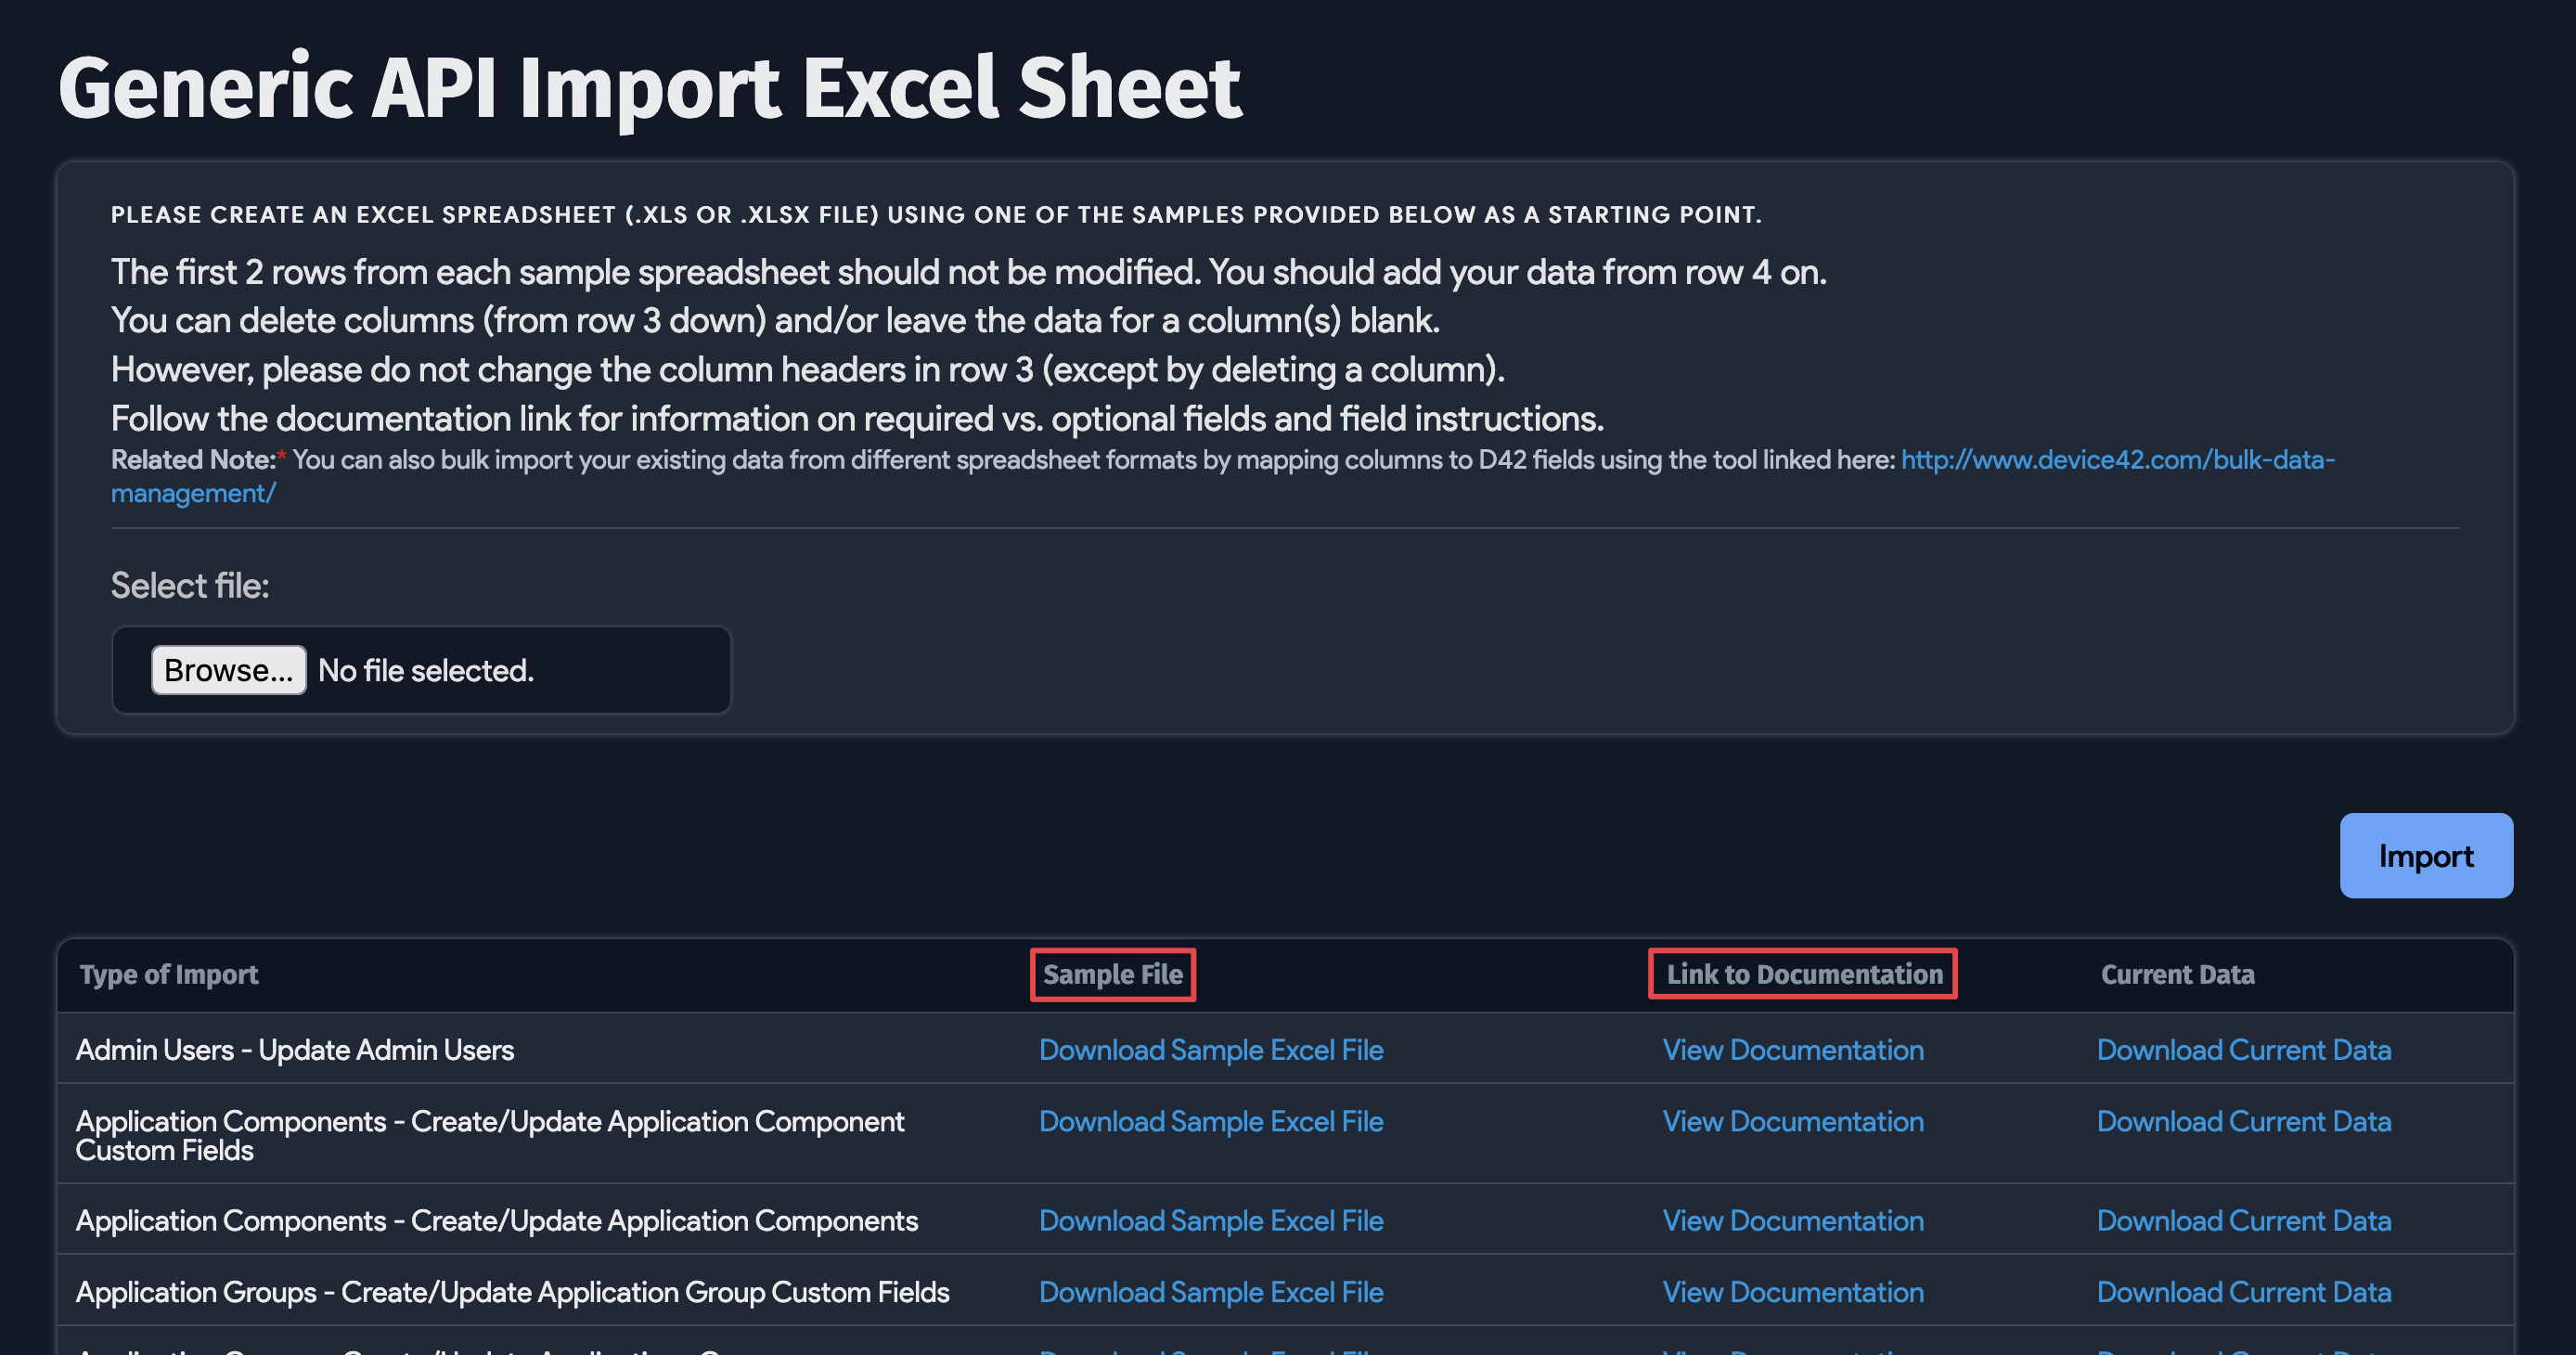 Generic API Import Excel Sheet
PLEASE CREATE AN EXCEL SPREADSHEET (.XLS OR .XLSX FILE) USING ONE OF THE SAMPLES PROVIDED BELOW AS A STARTING POINT.
The first 2 rows from each sample spreadsheet should not be modified. You should add your data from row 4 on.
You can delete columns (from row 3 down) and/or leave the data for a column(s) blank.
However, please do not change the column headers in row 3 (except by deleting a column).
Follow the documentation link for information on required vs. optional fields and field instructions.
Related Note:* You can also bulk import your existing data from different spreadsheet formats by mapping columns to D42 fields using the tool linked here: http://www.device42.com/bulk-data-
management/
Select file:
Browse... No file selected.
Import
Type of Import Sample File Link to Documentation Current Data
Admin Users - Update Admin Users Download Sample Excel File View Documentation Download Current Data
Application Components - Create/Update Application Component Download Sample Excel File View Documentation Download Current Data
Custom Fields
Application Components - Create/Update Application Components Download Sample Excel File View Documentation Download Current Data
Application Groups - Create/Update Application Group Custom Fields Download Sample Excel File View Documentation Download Current Data